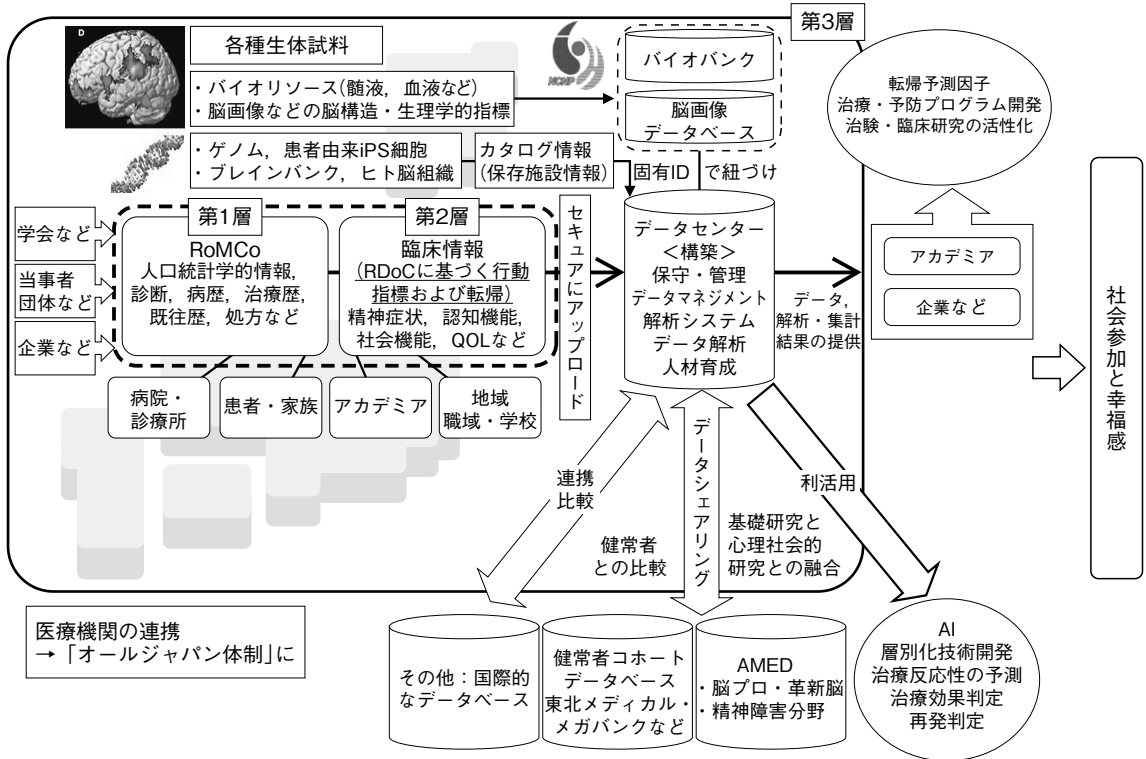 第3層
D
各種生体試料
・バイオリソース(髄液，血液など)
・脳画像などの脳構造・生理学的指標
NCNP
バイオバンク
脳画像
データベース
転帰予測因子
治療・予防プログラム開発
治験・臨床研究の活性化
・ゲノム，患者由来iPS細胞
・ブレインバンク，ヒト脳組織
カタログ情報
(保存施設情報)
固有ID
で紐づけ
学会など
当事者
団体など
企業など
第1層
RoMCo
人口統計学的情報，
診断，病歴，治療歴，
既往歴，処方など
第2層
臨床情報
(RDoCに基づく行動
指標および転帰)
精神症状，認知機能，
社会機能，QOLなど
セキュアにアップロード
データセンター
＜構築＞
保守・管理
データマネジメント
解析システム
データ解析
人材育成
データ，
解析・集計
結果の提供
アカデミア
企業など
社会参加と幸福感
病院・
診療所
患者・家族
アカデミア
地域
職域・学校
連携
比較
健常者
との比較
データシェアリング
基礎研究と
心理社会的
研究との融合
利活用
医療機関の連携
→「オールジャパン体制」に
その他：国際的
なデータベース
健常者コホート
データベース
東北メディカル・
メガバンクなど
AMED
・脳プロ・革新脳
・精神障害分野
AI
層別化技術開発
治療反応性の予測
治療効果判定
再発判定